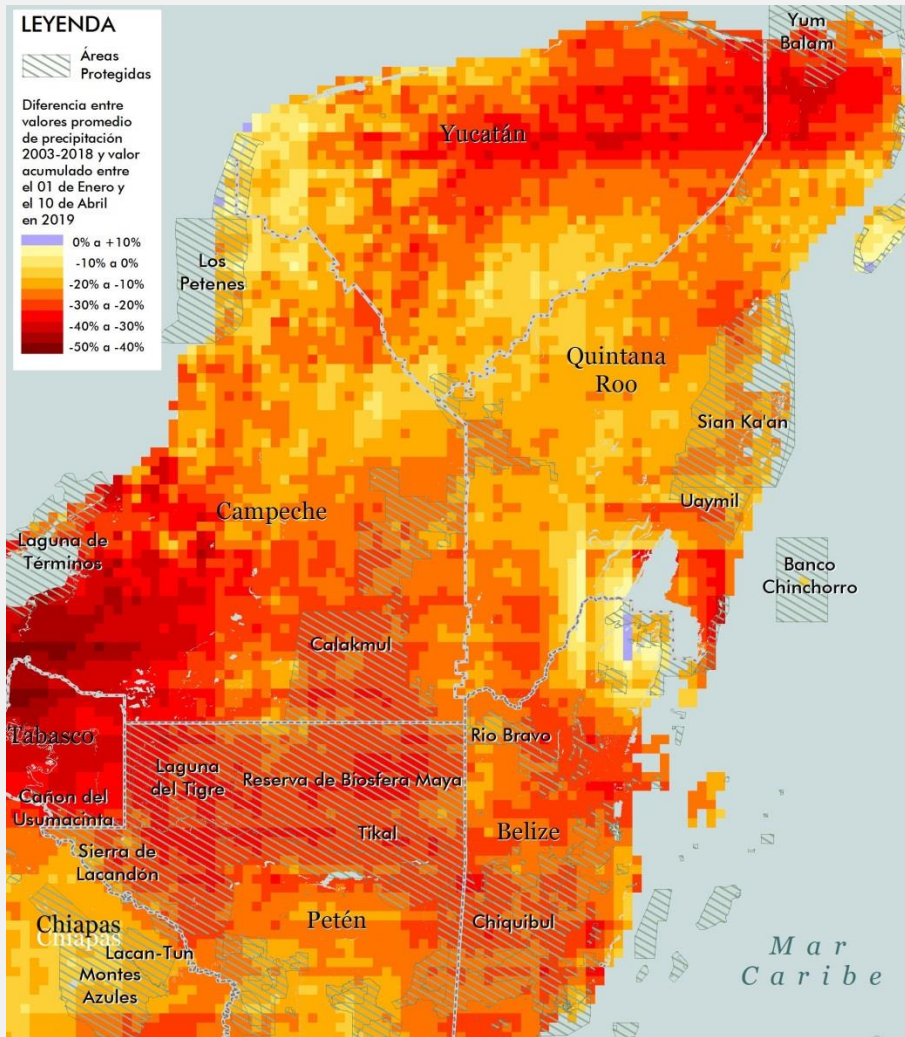 LEYENDA
Áreas
Protegidas
Diferencia entre
valores promedio
de precipitación
2003-2018 y valor
acumulado entre
el 01 de Enero y
el 10 de Abril
en 2019
0% a +10%
-10% a 0%
-20% a -10%
-30% a -20%
-40% a -30%
-50% a -40%
Yum
Balam
Yucatán
Los
Petenes
Quintana
Roo
Sian Ka'an
Uaymil
Campeche
Laguna de
Términos
Banco
Chinchorro
Calakmul
Tabasco
Rio Bravo
Laguna
del Tigre
Reserva de Biosfera Maya
Cañon del
Usumacinta
Tikal
Belize
Sierra de
Lacandón
Petén
Chiquibul
Chiapas
Chiapas
Lacan-Tun
Montes
Azules
Mar
Caribe